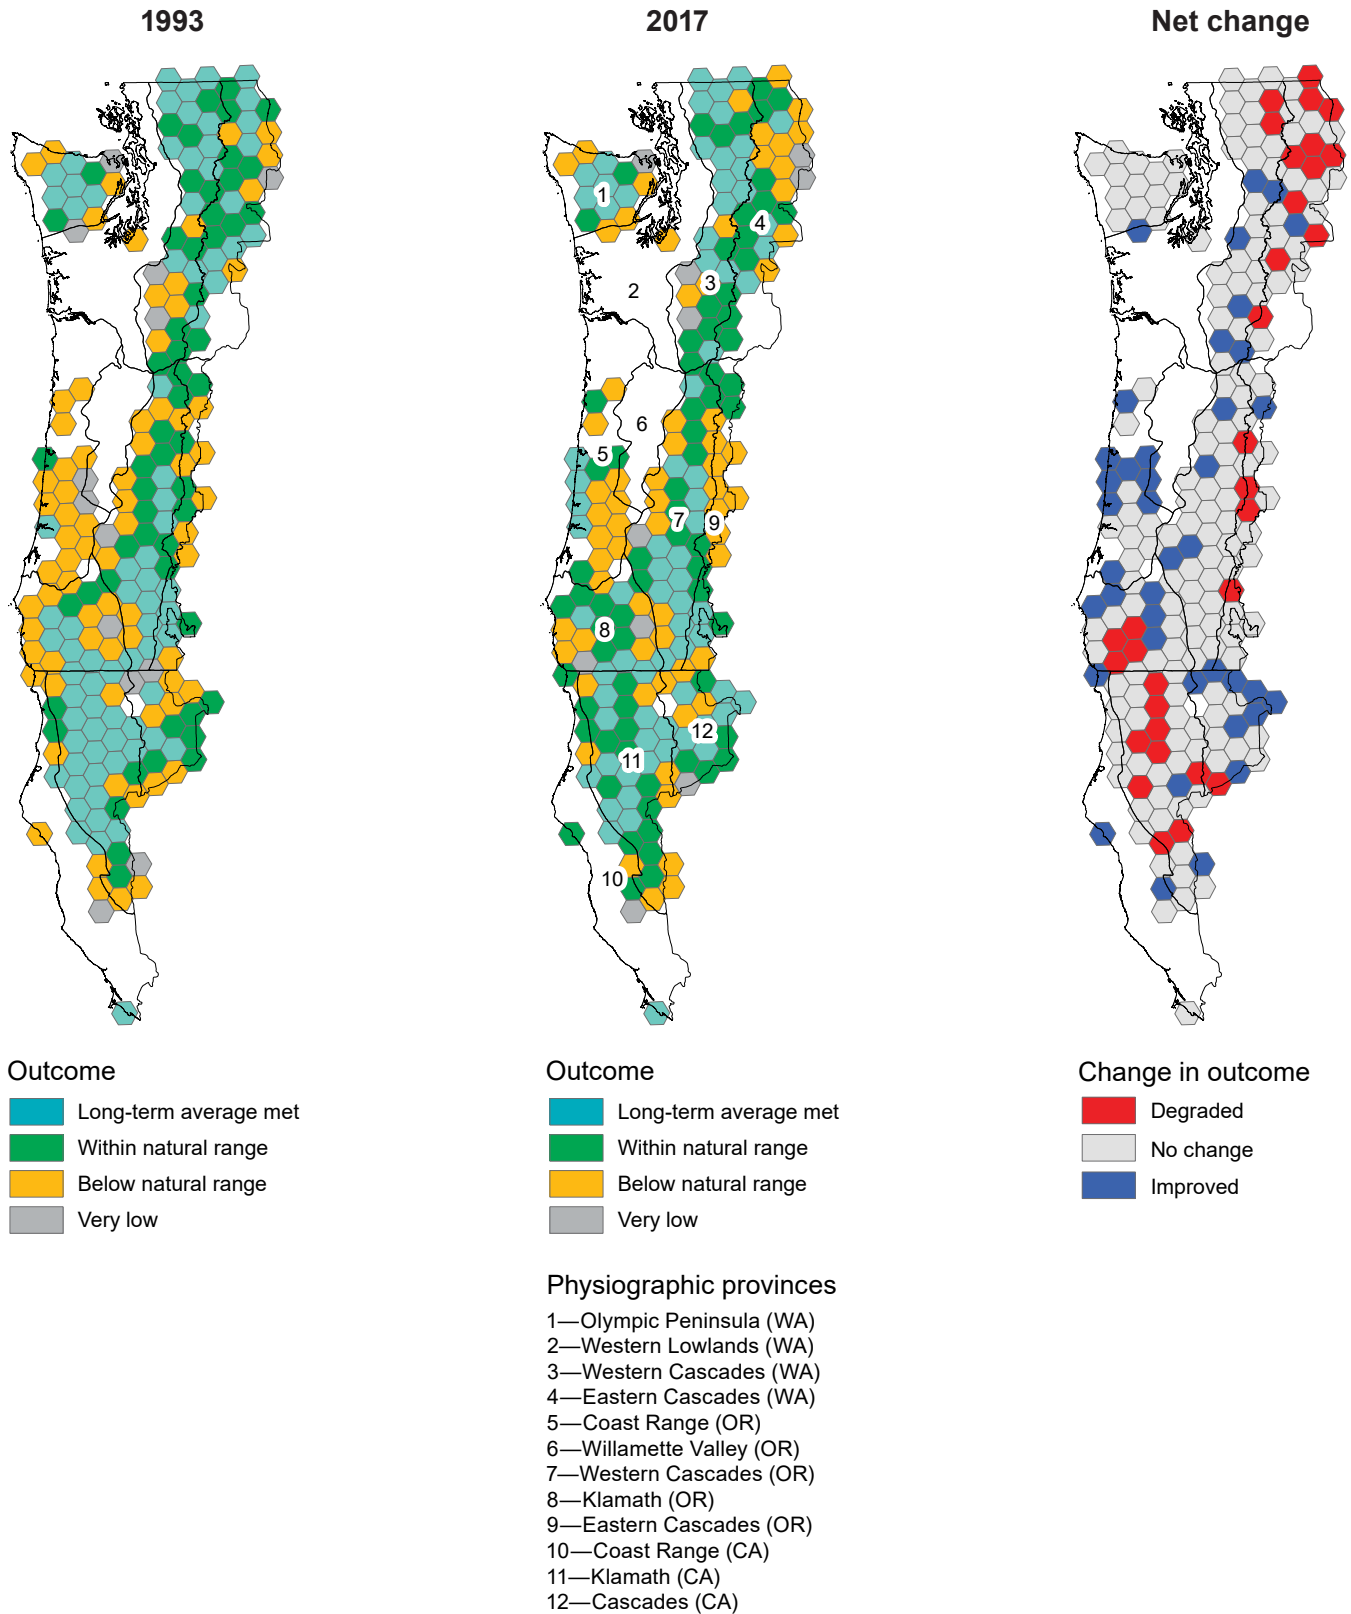 1993
2017
Net change
1
2
3
4
5
6
7
8
9
10
11
12
Outcome
Long-term average met
Within natural range
Below natural range
Very low
Outcome
Long-term average met
Within natural range
Below natural range
Very low
Change in outcome
Degraded
No change
Improved
Physiographic provinces
1—Olympic Peninsula (WA)
2—Western Lowlands (WA)
3—Western Cascades (WA)
4—Eastern Cascades (WA)
5—Coast Range (OR)
6—Willamette Valley (OR)
7—Western Cascades (OR)
8—Klamath (OR)
9—Eastern Cascades (OR)
10—Coast Range (CA)
11—Klamath (CA)
12—Cascades (CA)